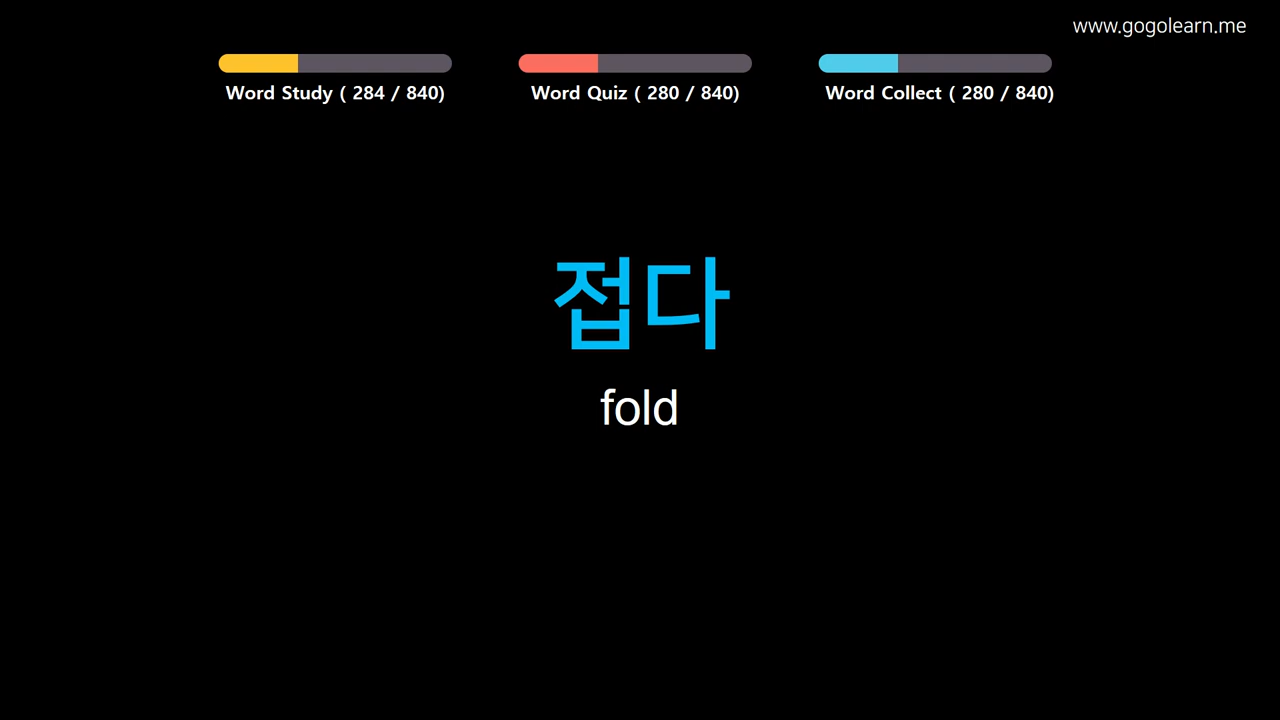 www.gogolearn.me
Word Study ( 284 / 840)
Word Quiz ( 280 / 840)
Word Collect ( 280 / 840)
접다
fold